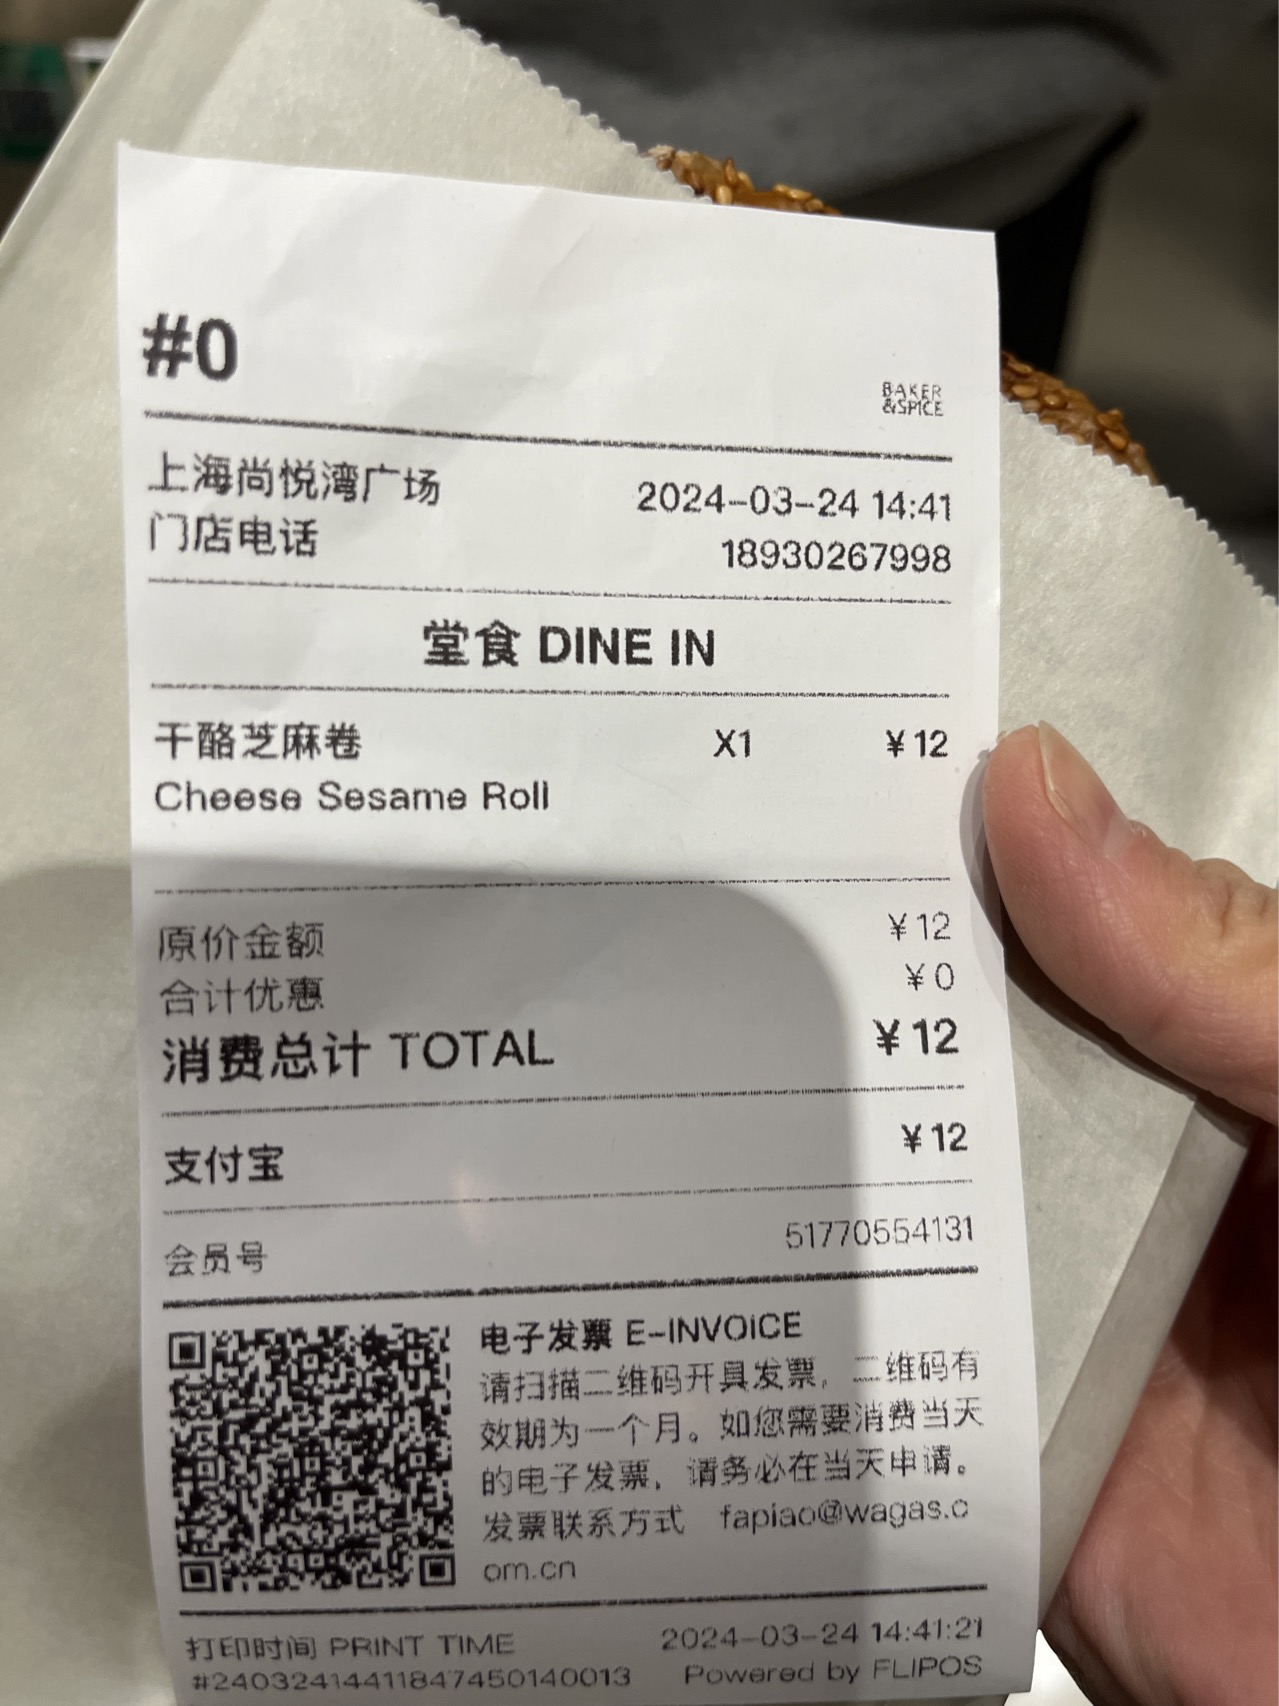 #0
BAKER
&SPICE
上海尚悦湾广场 2024-03-24 14:41
门店电话 18930267998
堂食 DINE IN
干酪芝麻卷 X1 ¥12
Cheese Sesame Roll
原价金额 ¥12
合计优惠 ¥0
消费总计 TOTAL ¥12
支付宝 ¥12
会员号 51770554131
电子发票 E-INVOICE
请扫描二维码开具发票，二维码有
效期为一个月。如您需要消费当天
的电子发票，请务必在当天申请。
发票联系方式 fapiao@wagas.c
om.cn
打印时间 PRINT TIME 2024-03-24 14:41:21
#240324144118474501​40013 Powered by FLIPOS